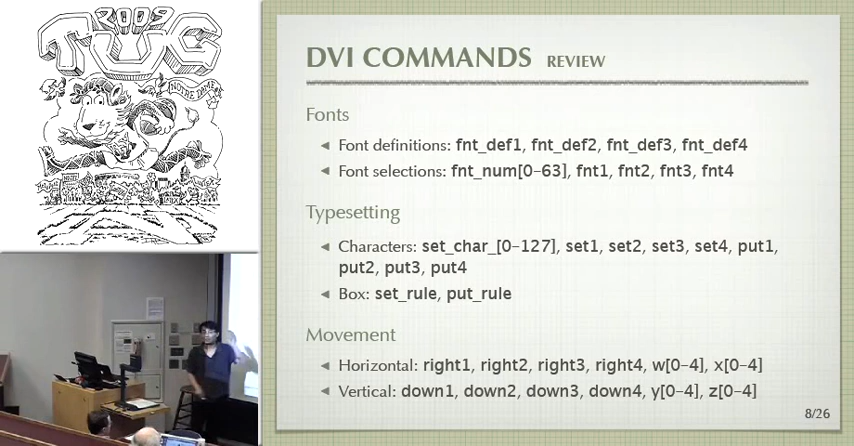 2009
TUG
NOTRE DAME
DVI COMMANDS REVIEW
Fonts
◄ Font definitions: fnt_def1, fnt_def2, fnt_def3, fnt_def4
◄ Font selections: fnt_num[0–63], fnt1, fnt2, fnt3, fnt4
Typesetting
◄ Characters: set_char_[0–127], set1, set2, set3, set4, put1,
put2, put3, put4
◄ Box: set_rule, put_rule
Movement
◄ Horizontal: right1, right2, right3, right4, w[0–4], x[0–4]
◄ Vertical: down1, down2, down3, down4, y[0–4], z[0–4]
8/26